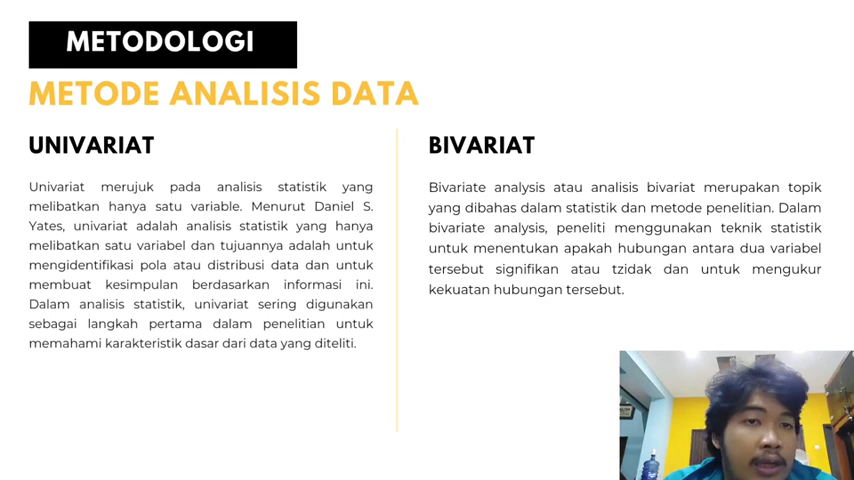 METODOLOGI
METODE ANALISIS DATA
UNIVARIAT
Univariat merujuk pada analisis statistik yang
melibatkan hanya satu variable. Menurut Daniel S.
Yates, univariat adalah analisis statistik yang hanya
melibatkan satu variabel dan tujuannya adalah untuk
mengidentifikasi pola atau distribusi data dan untuk
membuat kesimpulan berdasarkan informasi ini.
Dalam analisis statistik, univariat sering digunakan
sebagai langkah pertama dalam penelitian untuk
memahami karakteristik dasar dari data yang diteliti.
BIVARIAT
Bivariate analysis atau analisis bivariat merupakan topik
yang dibahas dalam statistik dan metode penelitian. Dalam
bivariate analysis, peneliti menggunakan teknik statistik
untuk menentukan apakah hubungan antara dua variabel
tersebut signifikan atau tzidak dan untuk mengukur
kekuatan hubungan tersebut.